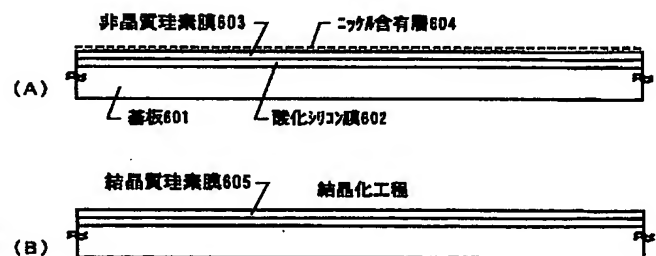 非晶質珪素膜603
ニッケル含有層604
(A)
基板601
酸化シリコン膜602
結晶質珪素膜605
結晶化工程
(B)